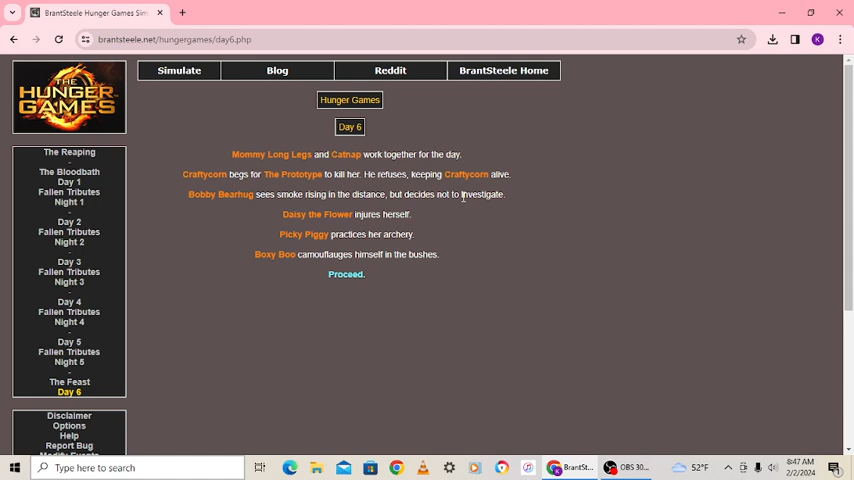 BrantSteele Hunger Games Sim
brantsteele.net/hungergames/day6.php
K
THE
HUNGER
GAMES
Simulate
Blog
Reddit
BrantSteele Home
Hunger Games
Day 6
Mommy Long Legs and Catnap work together for the day.
Craftycorn begs for The Prototype to kill her. He refuses, keeping Craftycorn alive.
Bobby Bearhug sees smoke rising in the distance, but decides not to investigate.
Daisy the Flower injures herself.
Picky Piggy practices her archery.
Boxy Boo camouflauges himself in the bushes.
Proceed.
The Reaping
-
The Bloodbath
Day 1
Fallen Tributes
Night 1
-
Day 2
Fallen Tributes
Night 2
-
Day 3
Fallen Tributes
Night 3
-
Day 4
Fallen Tributes
Night 4
-
Day 5
Fallen Tributes
Night 5
-
The Feast
Day 6
Disclaimer
Options
Help
Report Bug
Modify Events
Type here to search
BrantSt...
OBS 30...
52°F
8:47 AM
2/2/2024